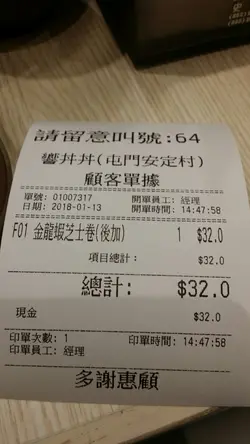 請留意叫號:64
響丼丼(屯門安定村)
顧客單據
單號: 01007317 開單員工: 經理
日期: 2018-01-13 開單時間: 14:47:58
F01 金龍蝦芝士卷(後加) 1 $32.0
項目總計: $32.0
總計: $32.0
現金 $32.0
印單次數: 1 印單時間: 14:47:58
印單員工: 經理
多謝惠顧